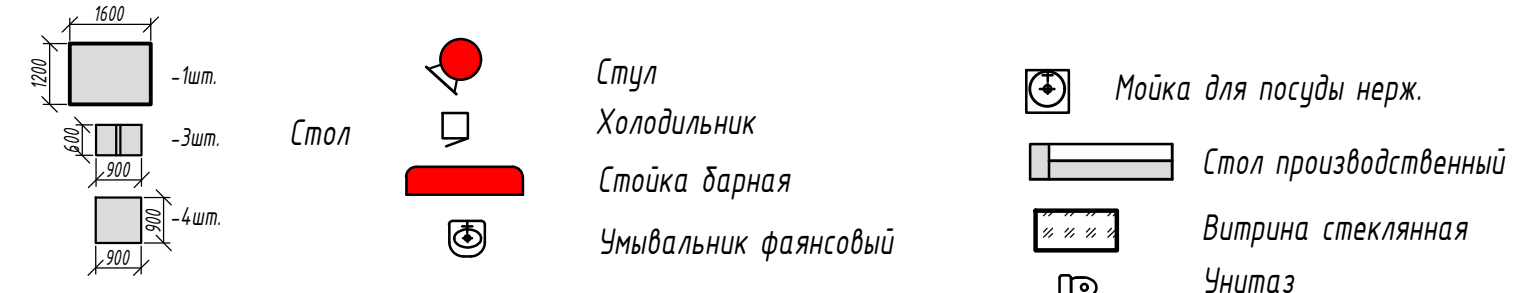 1600
1200
-1шт.
600
900
-3шт.
900
900
-4шт.
Стол
Стул
Холодильник
Стойка барная
Умывальник фаянсовый
Мойка для посуды нерж.
Стол производственный
Витрина стеклянная
Унитаз